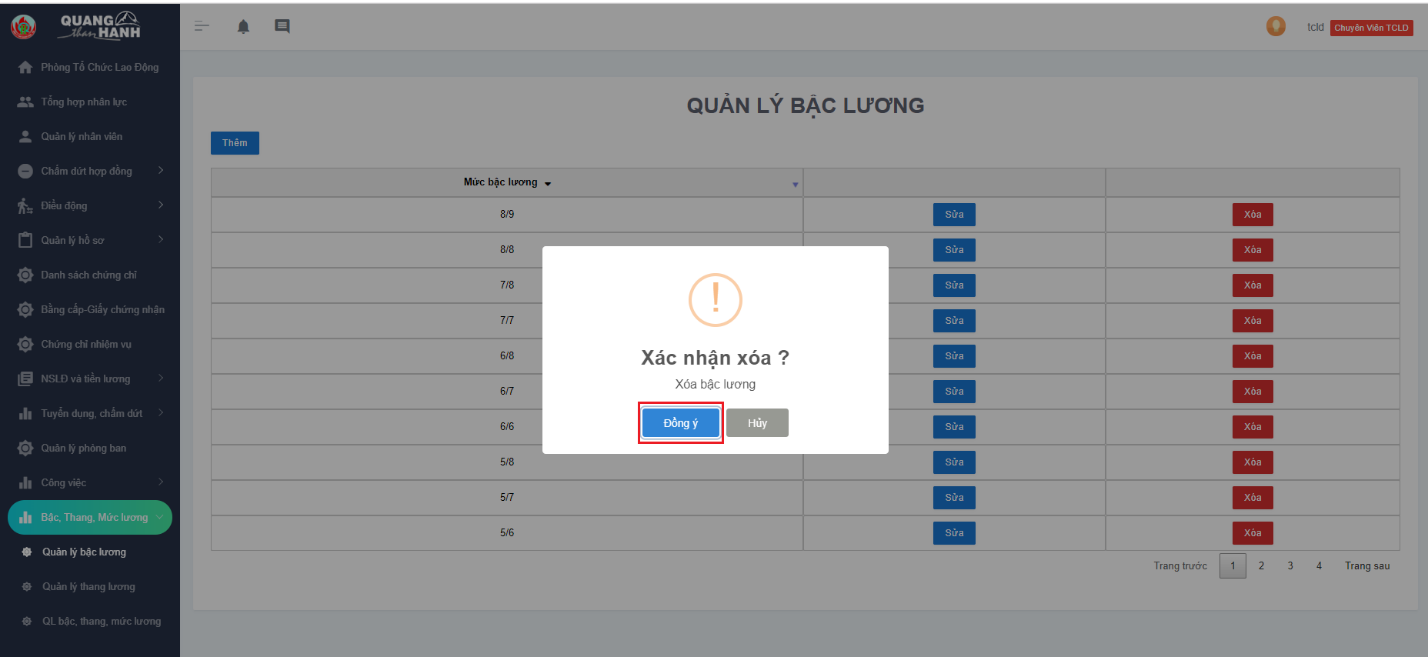 QUANG
than HẠNH
tcld Chuyên Viên TCLD
Phòng Tổ Chức Lao Động
Tổng hợp nhân lực
Quản lý nhân viên
Chấm dứt hợp đồng
Điều động
Quản lý hồ sơ
Danh sách chứng chỉ
Bằng cấp-Giấy chứng nhận
Chứng chỉ nhiệm vụ
NSLĐ và tiền lương
Tuyển dụng, chấm dứt
Quản lý phòng ban
Công việc
Bậc, Thang, Mức lương
Quản lý bậc lương
Quản lý thang lương
QL bậc, thang, mức lương
QUẢN LÝ BẬC LƯƠNG
Thêm
Mức bậc lương
8/9 Sửa Xóa
8/8 Sửa Xóa
7/8 Sửa Xóa
7/7 Sửa Xóa
6/8 Sửa Xóa
6/7 Sửa Xóa
6/6 Sửa Xóa
5/8 Sửa Xóa
5/7 Sửa Xóa
5/6 Sửa Xóa
Trang trước 1 2 3 4 Trang sau
!
Xác nhận xóa ?
Xóa bậc lương
Đồng ý Hủy